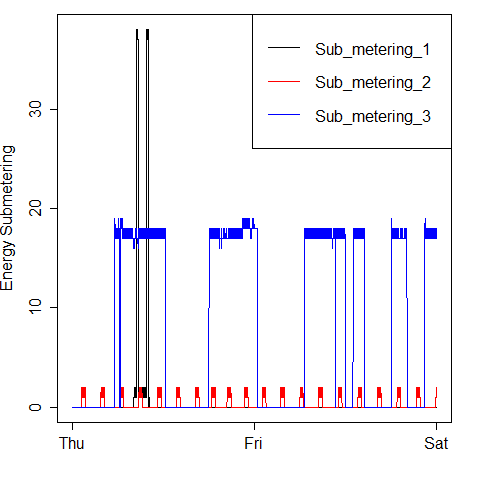 Sub_metering_1
Sub_metering_2
Sub_metering_3
Energy Submetering
30
20
10
0
Thu Fri Sat